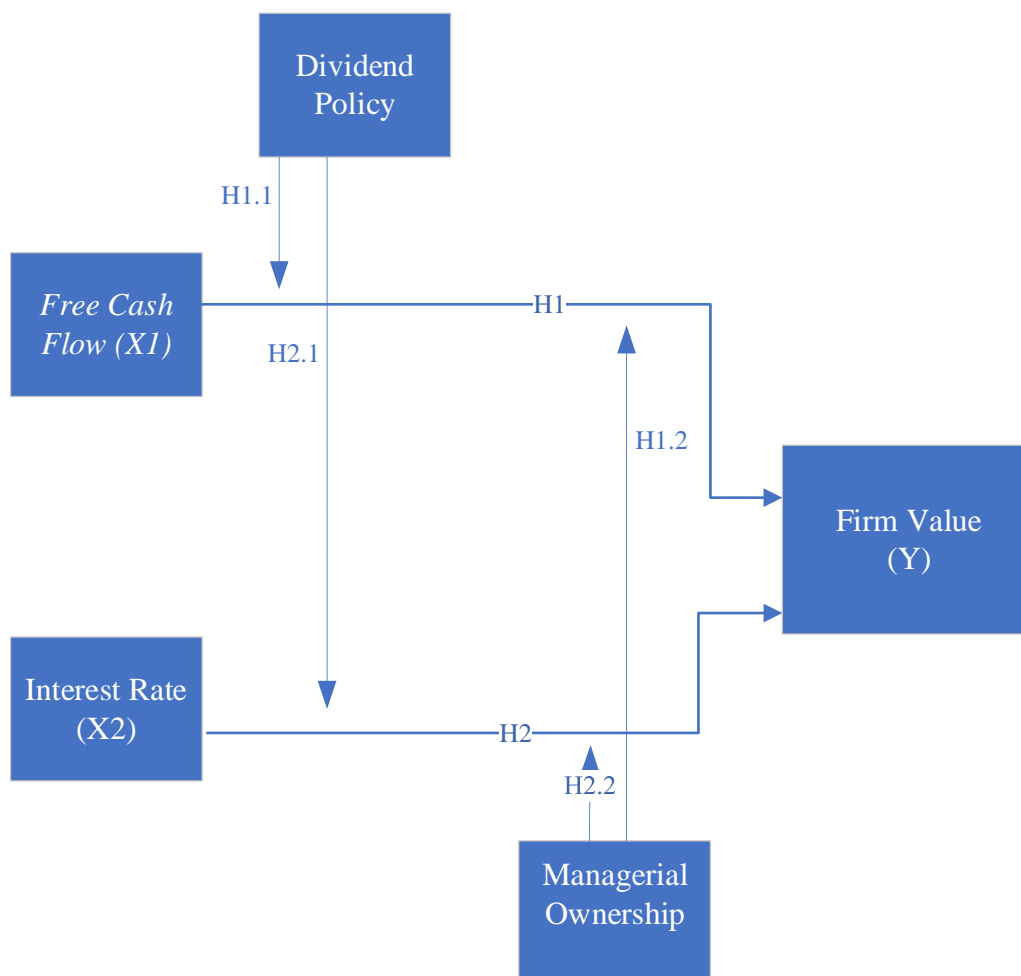 Dividend
Policy
H1.1
Free Cash
Flow (X1)
H1
H2.1
H1.2
Firm Value
(Y)
Interest Rate
(X2)
H2
H2.2
Managerial
Ownership